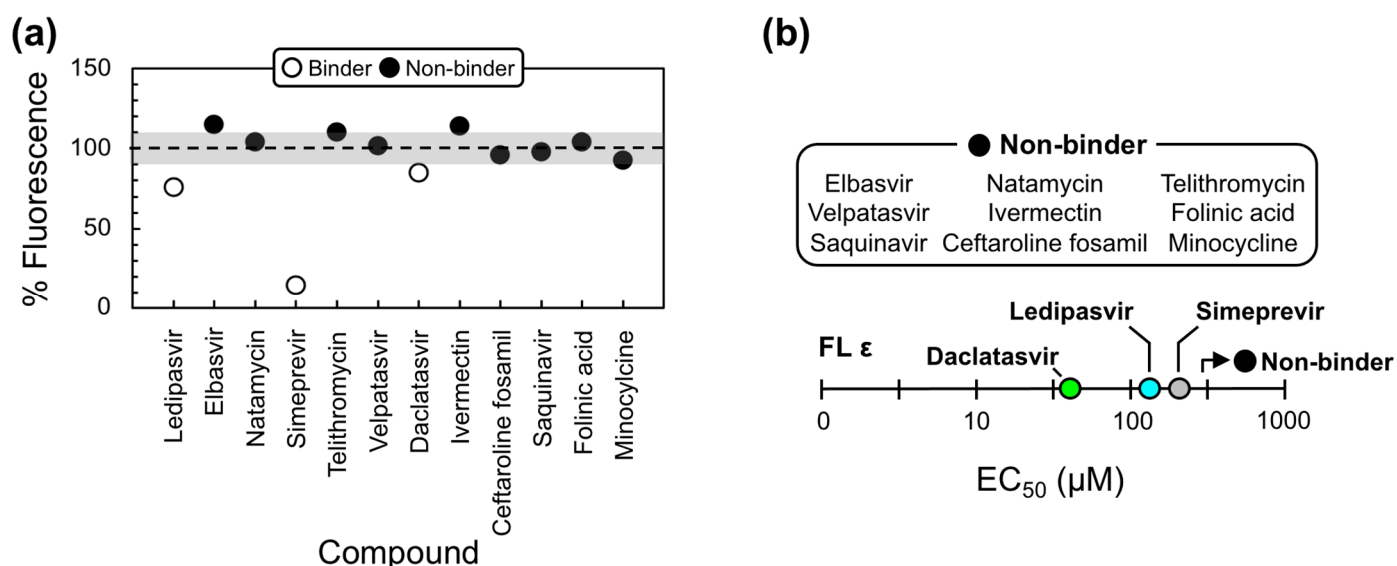 (a)
Binder Non-binder
% Fluorescence
150
100
50
0
Ledipasvir
Elbasvir
Natamycin
Simeprevir
Telithromycin
Velpatasvir
Daclatasvir
Ivermectin
Ceftaroline fosamil
Saquinavir
Folinic acid
Minocylcine
Compound
(b)
Non-binder
Elbasvir Natamycin Telithromycin
Velpatasvir Ivermectin Folinic acid
Saquinavir Ceftaroline fosamil Minocycline
Ledipasvir Simeprevir
FL ε Daclatasvir Non-binder
0 10 100 1000
EC₅₀ (μM)